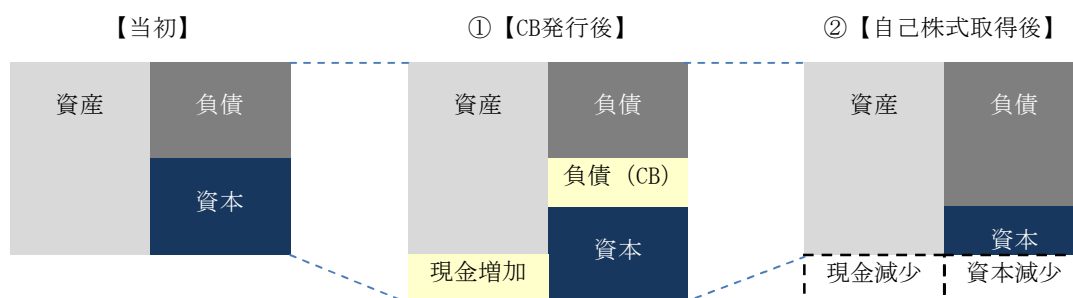 【当初】
①【CB発行後】
②【自己株式取得後】
資産
負債
資本
資産
負債
負債（CB）
資本
現金増加
資産
負債
資本
現金減少
資本減少